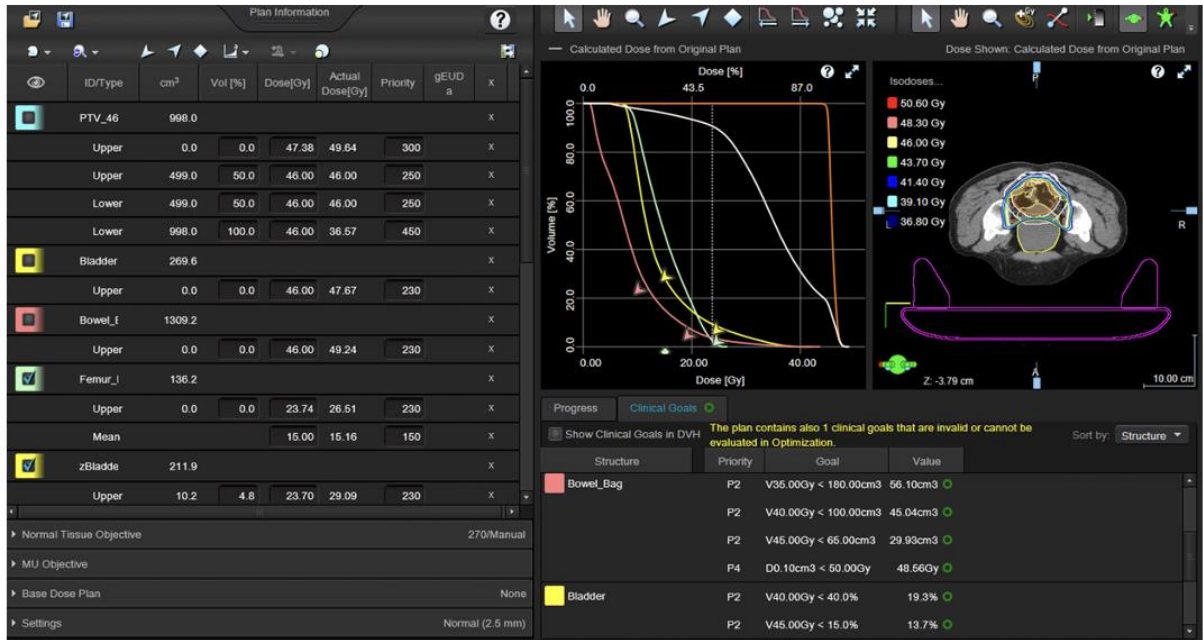 Plan Information
?
ID/Type cm³ Vol [%] Dose[Gy] Actual Dose[Gy] Priority gEUD a x
PTV_46 998.0 x
Upper 0.0 0.0 47.38 49.64 300 x
Upper 499.0 50.0 46.00 46.00 250 x
Lower 499.0 50.0 46.00 46.00 250 x
Lower 998.0 100.0 46.00 36.57 450 x
Bladder 269.6 x
Upper 0.0 0.0 46.00 47.67 230 x
Bowel_E 1309.2 x
Upper 0.0 0.0 46.00 49.24 230 x
Femur_I 136.2 x
Upper 0.0 0.0 23.74 26.51 230 x
Mean 15.00 15.16 150 x
zBladde 211.9 x
Upper 10.2 4.8 23.70 29.09 230 x
Normal Tissue Objective 270/Manual
MU Objective
Base Dose Plan None
Settings Normal (2.5 mm)
Calculated Dose from Original Plan
Dose [%]
0.0 43.5 87.0
?
100.0
80.0
60.0
40.0
20.0
0.0
Volume [%]
0.00 20.00 40.00
Dose [Gy]
Dose Shown: Calculated Dose from Original Plan
Isodoses...
P
?
50.60 Gy
48.30 Gy
46.00 Gy
43.70 Gy
41.40 Gy
39.10 Gy
36.80 Gy
R
A
Z: -3.79 cm
10.00 cm
Progress Clinical Goals
Show Clinical Goals in DVH
The plan contains also 1 clinical goals that are invalid or cannot be
evaluated in Optimization.
Sort by: Structure
Structure Priority Goal Value
Bowel_Bag P2 V35.00Gy < 180.00cm3 56.10cm3
P2 V40.00Gy < 100.00cm3 45.04cm3
P2 V45.00Gy < 65.00cm3 29.93cm3
P4 D0.10cm3 < 50.00Gy 48.56Gy
Bladder P2 V40.00Gy < 40.0% 19.3%
P2 V45.00Gy < 15.0% 13.7%